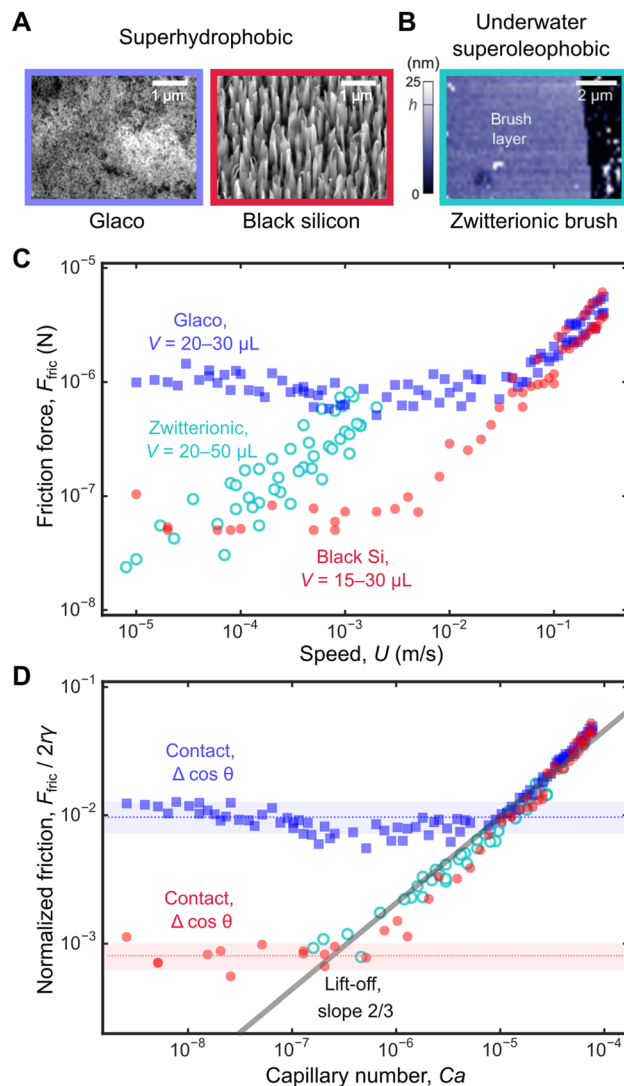 A
Superhydrophobic
1 µm
1 µm
Glaco
Black silicon
B
Underwater
superoleophobic
(nm)
25
h
0
2 µm
Brush
layer
Zwitterionic brush
C
Friction force, F_fric (N)
10⁻⁵
10⁻⁶
10⁻⁷
10⁻⁸
Glaco,
V = 20–30 µL
Zwitterionic,
V = 20–50 µL
Black Si,
V = 15–30 µL
10⁻⁵
10⁻⁴
10⁻³
10⁻²
10⁻¹
Speed, U (m/s)
D
Normalized friction, F_fric / 2rγ
10⁻¹
10⁻²
10⁻³
Contact,
Δ cos θ
Contact,
Δ cos θ
Lift-off,
slope 2/3
10⁻⁸
10⁻⁷
10⁻⁶
10⁻⁵
10⁻⁴
Capillary number, Ca